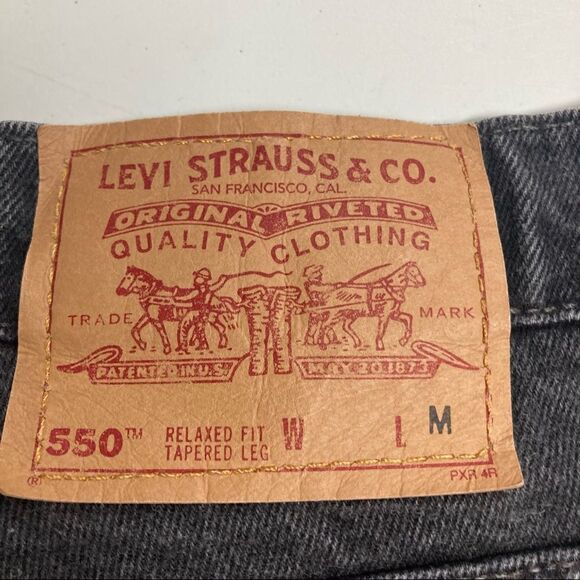 LEVI STRAUSS & CO.
SAN FRANCISCO, CAL.
ORIGINAL RIVETED
QUALITY CLOTHING
TRADE MARK
PATENTED IN U.S. MAY 20 1873
550™ RELAXED FIT W L M
TAPERED LEG
® PXR 4R